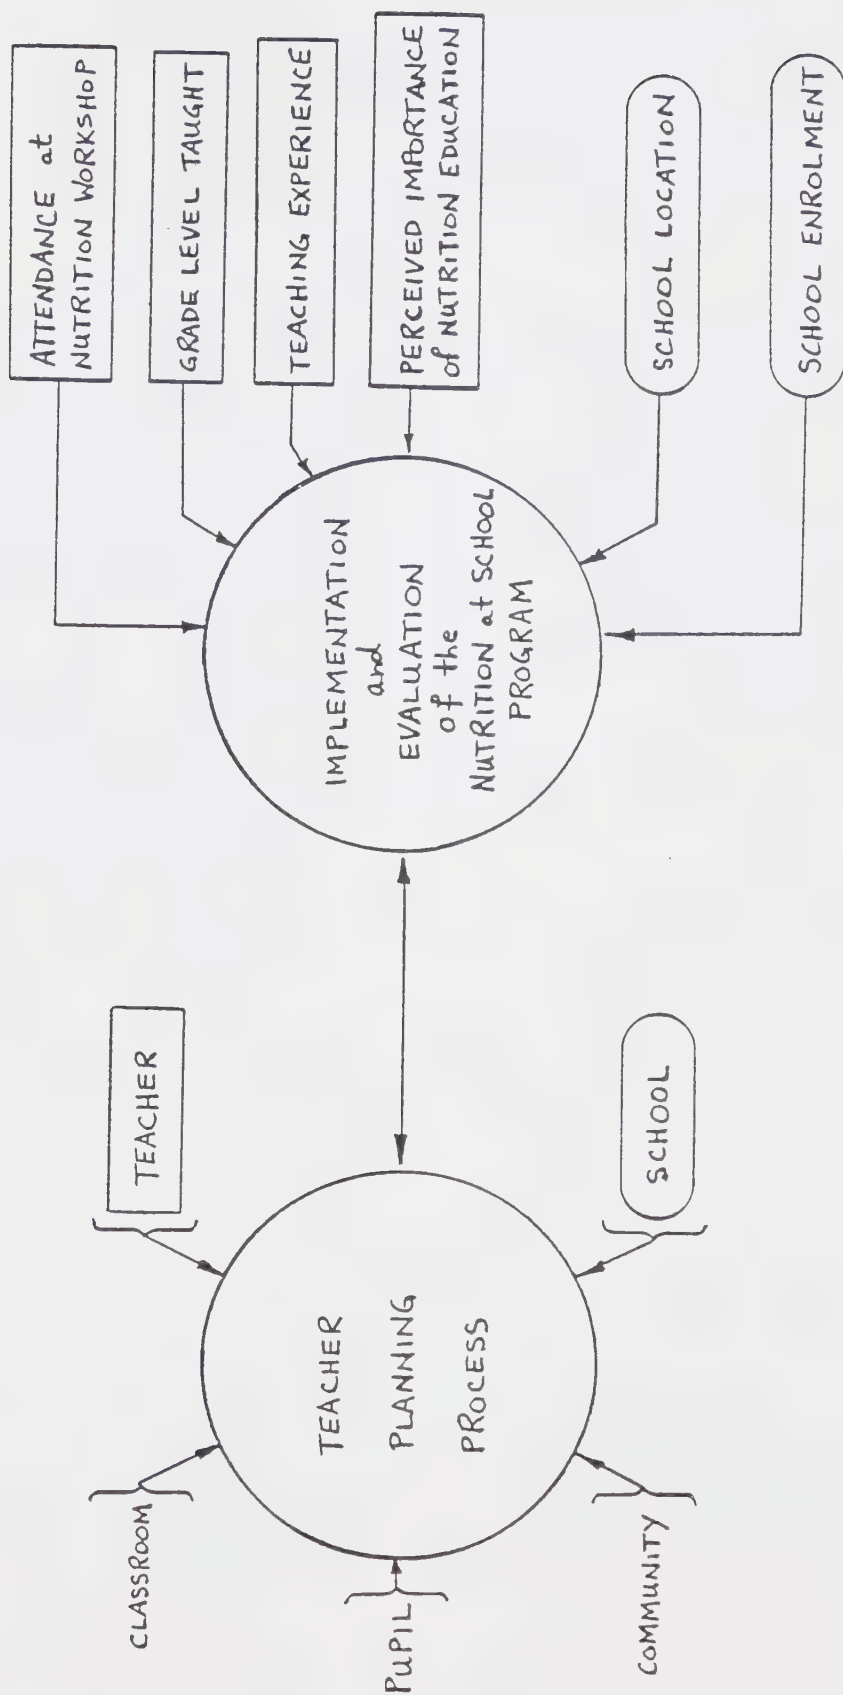 CLASSROOM
PUPIL
COMMUNITY
TEACHER
PLANNING
PROCESS
TEACHER
SCHOOL
IMPLEMENTATION
and
EVALUATION
of the
NUTRITION at SCHOOL
PROGRAM
ATTENDANCE at
NUTRITION WORKSHOP
GRADE LEVEL TAUGHT
TEACHING EXPERIENCE
PERCEIVED IMPORTANCE
of NUTRITION EDUCATION
SCHOOL LOCATION
SCHOOL ENROLMENT